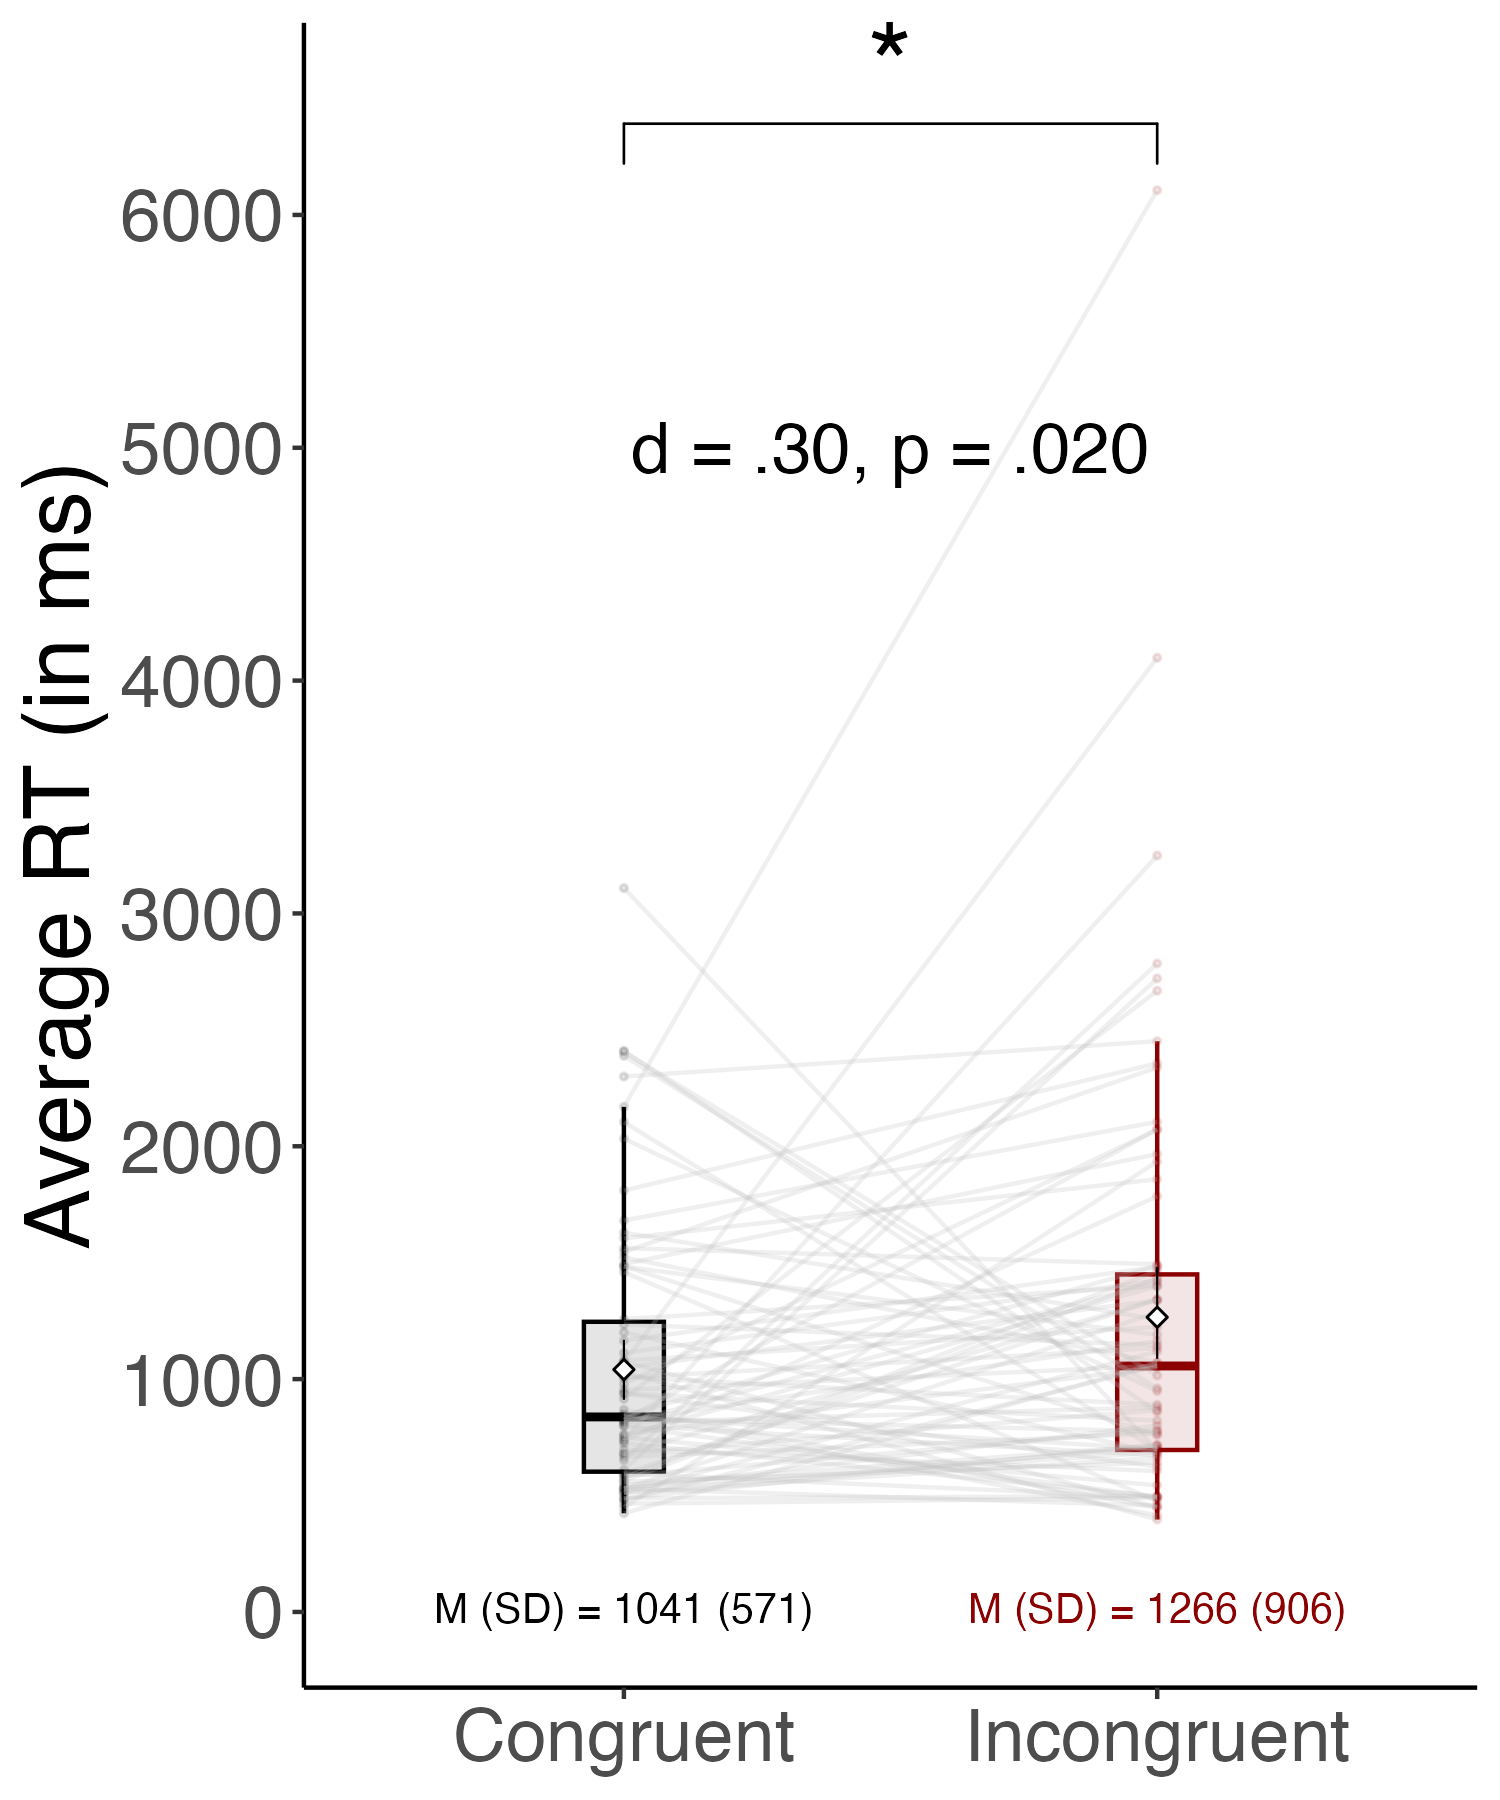 *
6000
d = .30, p = .020
5000
4000
3000
2000
1000
0
Average RT (in ms)
M (SD) = 1041 (571)
M (SD) = 1266 (906)
Congruent
Incongruent